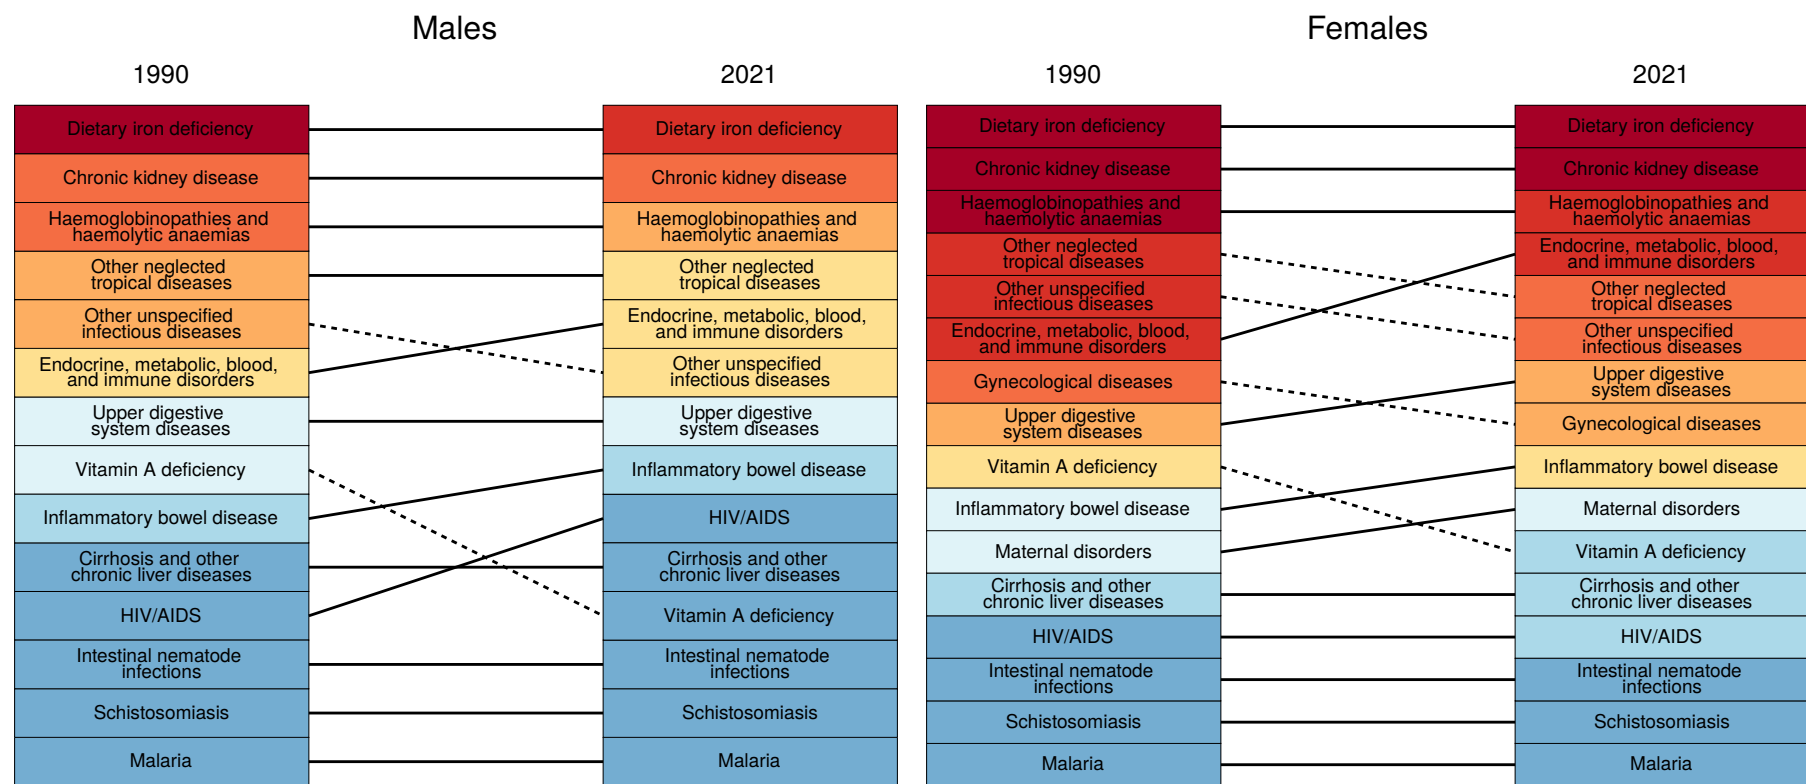 Males
1990
2021
Dietary iron deficiency
Chronic kidney disease
Haemoglobinopathies and
haemolytic anaemias
Other neglected
tropical diseases
Other unspecified
infectious diseases
Endocrine, metabolic, blood,
and immune disorders
Upper digestive
system diseases
Vitamin A deficiency
Inflammatory bowel disease
Cirrhosis and other
chronic liver diseases
HIV/AIDS
Intestinal nematode
infections
Schistosomiasis
Malaria
Dietary iron deficiency
Chronic kidney disease
Haemoglobinopathies and
haemolytic anaemias
Other neglected
tropical diseases
Endocrine, metabolic, blood,
and immune disorders
Other unspecified
infectious diseases
Upper digestive
system diseases
Inflammatory bowel disease
HIV/AIDS
Cirrhosis and other
chronic liver diseases
Vitamin A deficiency
Intestinal nematode
infections
Schistosomiasis
Malaria
Females
1990
2021
Dietary iron deficiency
Chronic kidney disease
Haemoglobinopathies and
haemolytic anaemias
Other neglected
tropical diseases
Other unspecified
infectious diseases
Endocrine, metabolic, blood,
and immune disorders
Gynecological diseases
Upper digestive
system diseases
Vitamin A deficiency
Inflammatory bowel disease
Maternal disorders
Cirrhosis and other
chronic liver diseases
HIV/AIDS
Intestinal nematode
infections
Schistosomiasis
Malaria
Dietary iron deficiency
Chronic kidney disease
Haemoglobinopathies and
haemolytic anaemias
Endocrine, metabolic, blood,
and immune disorders
Other neglected
tropical diseases
Other unspecified
infectious diseases
Upper digestive
system diseases
Gynecological diseases
Inflammatory bowel disease
Maternal disorders
Vitamin A deficiency
Cirrhosis and other
chronic liver diseases
HIV/AIDS
Intestinal nematode
infections
Schistosomiasis
Malaria